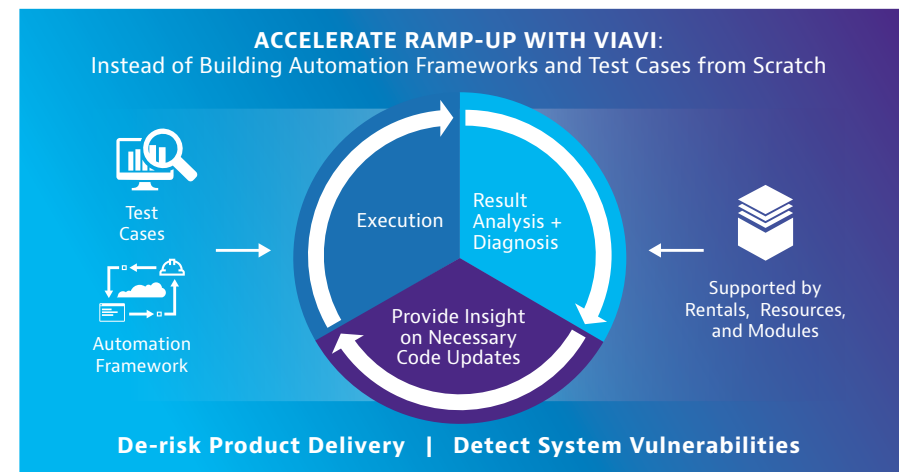 ACCELERATE RAMP-UP WITH VIAVI:
Instead of Building Automation Frameworks and Test Cases from Scratch
Test
Cases
Automation
Framework
Execution
Result
Analysis +
Diagnosis
Provide Insight
on Necessary
Code Updates
Supported by
Rentals, Resources,
and Modules
De-risk Product Delivery | Detect System Vulnerabilities